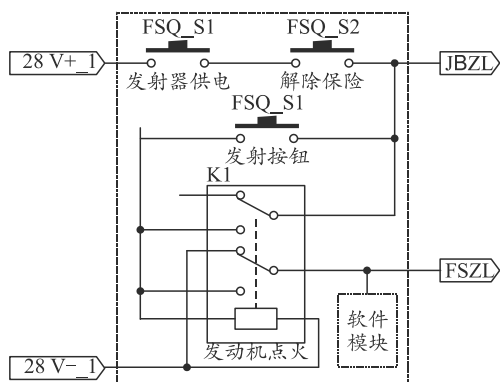 FSQ_S1
FSQ_S2
28 V+_1
JBZL
发射器供电
解除保险
FSQ_S1
发射按钮
K1
FSZL
软件
模块
发动机点火
28 V−_1